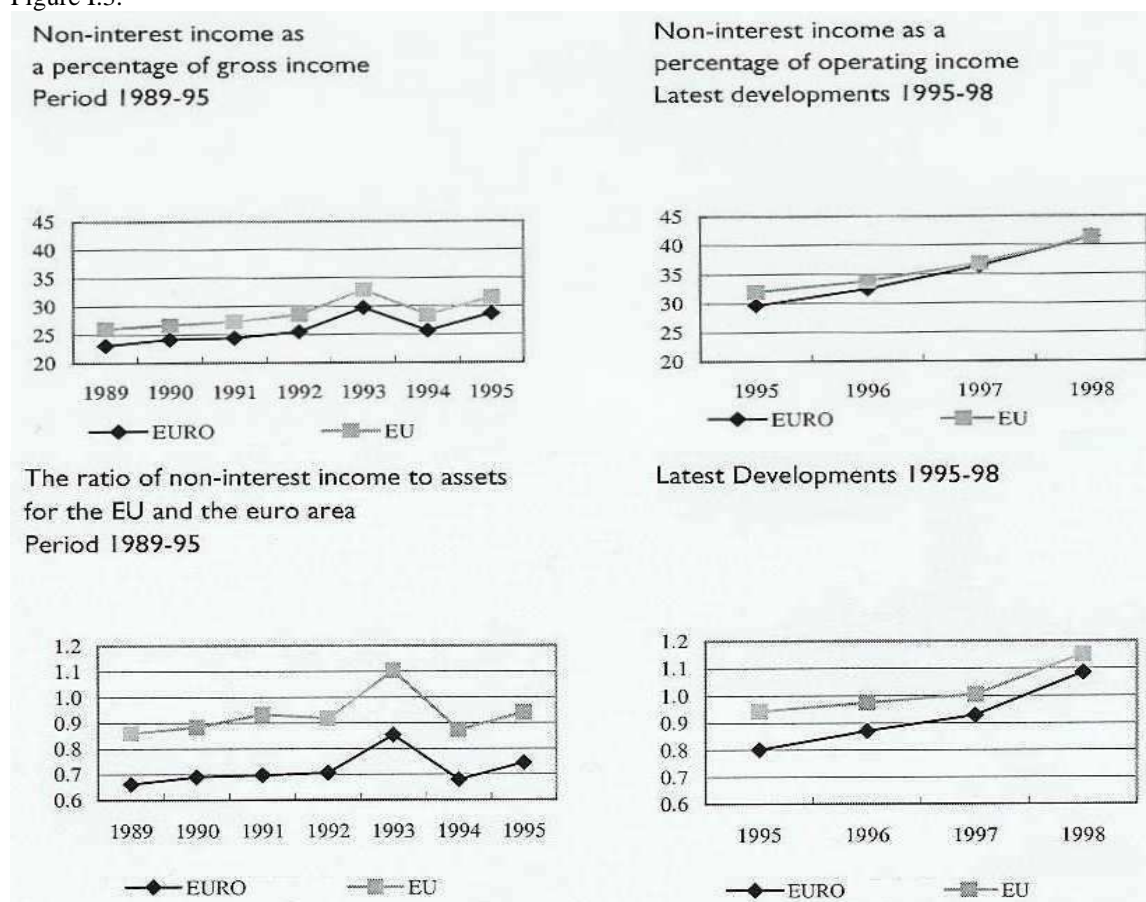 Figure I.3.
Non-interest income as
a percentage of gross income
Period 1989-95
45
40
35
30
25
20
1989 1990 1991 1992 1993 1994 1995
EURO EU
Non-interest income as a
percentage of operating income
Latest developments 1995-98
45
40
35
30
25
20
1995 1996 1997 1998
EURO EU
The ratio of non-interest income to assets
for the EU and the euro area
Period 1989-95
1.2
1.1
1.0
0.9
0.8
0.7
0.6
1989 1990 1991 1992 1993 1994 1995
EURO EU
Latest Developments 1995-98
1.2
1.1
1.0
0.9
0.8
0.7
0.6
1995 1996 1997 1998
EURO EU